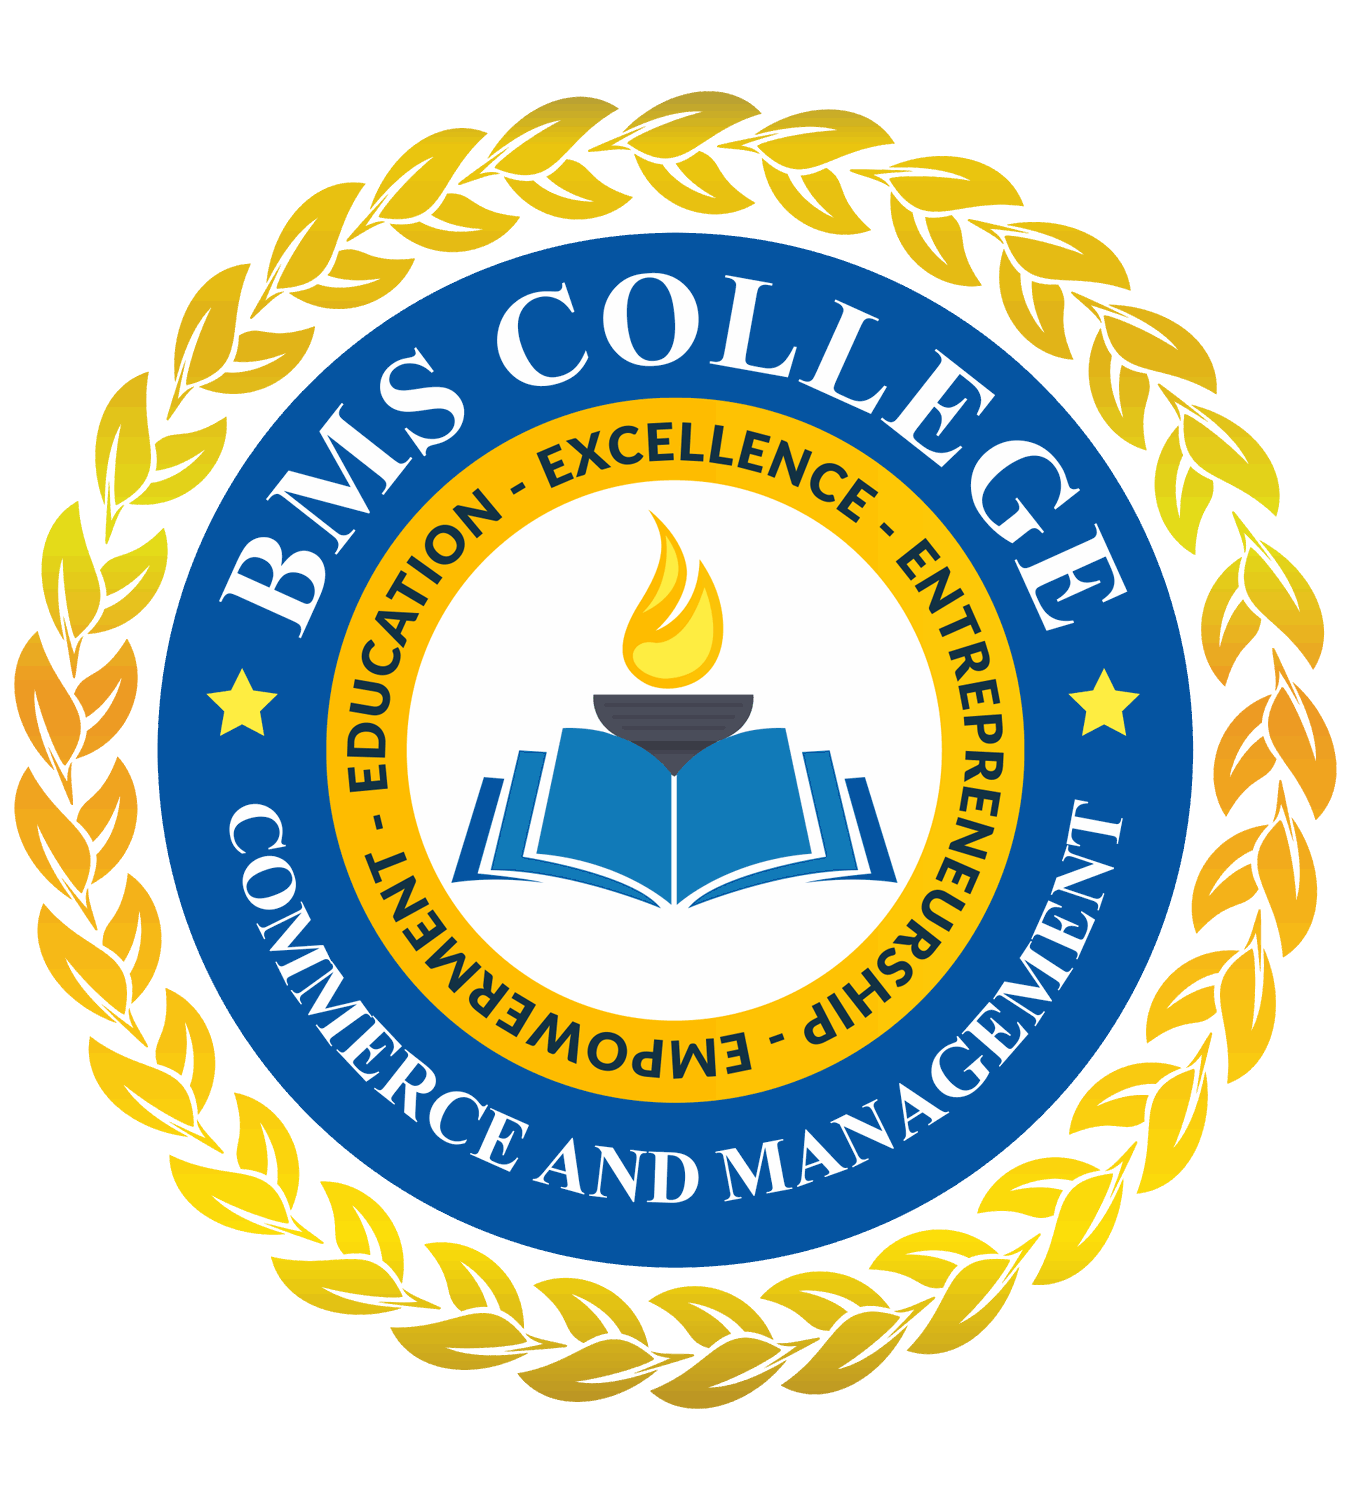 BMS COLLEGE
COMMERCE AND MANAGEMENT
EDUCATION - EXCELLENCE - ENTREPRENEURSHIP - EMPOWERMENT -